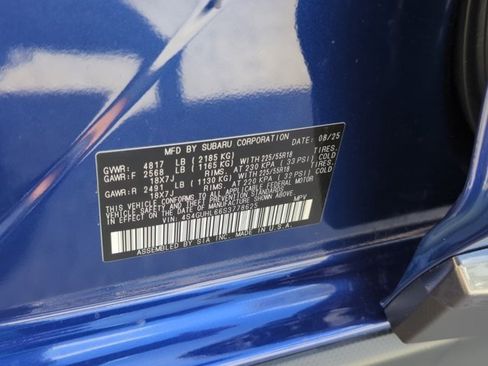 MFD BY SUBARU CORPORATION DATE: 08/25
GVWR: 4817 LB ( 2185 KG)
GAWR:F 2568 LB ( 1165 KG) WITH 225/55R18 TIRES.
18X7J RIMS AT 230 KPA ( 33 PSI) COLD.
GAWR:R 2491 LB ( 1130 KG) WITH 225/55R18 TIRES.
18X7J RIMS AT 220 KPA ( 32 PSI) COLD.
THIS VEHICLE CONFORMS TO ALL APPLICABLE FEDERAL MOTOR
VEHICLE SAFETY STANDARDS
IN EFFECT ON THE DATE OF MANUFACTURE SHOWN ABOVE.
MPV
ASSEMBLED BY SIA INC. MADE IN U.S.A.